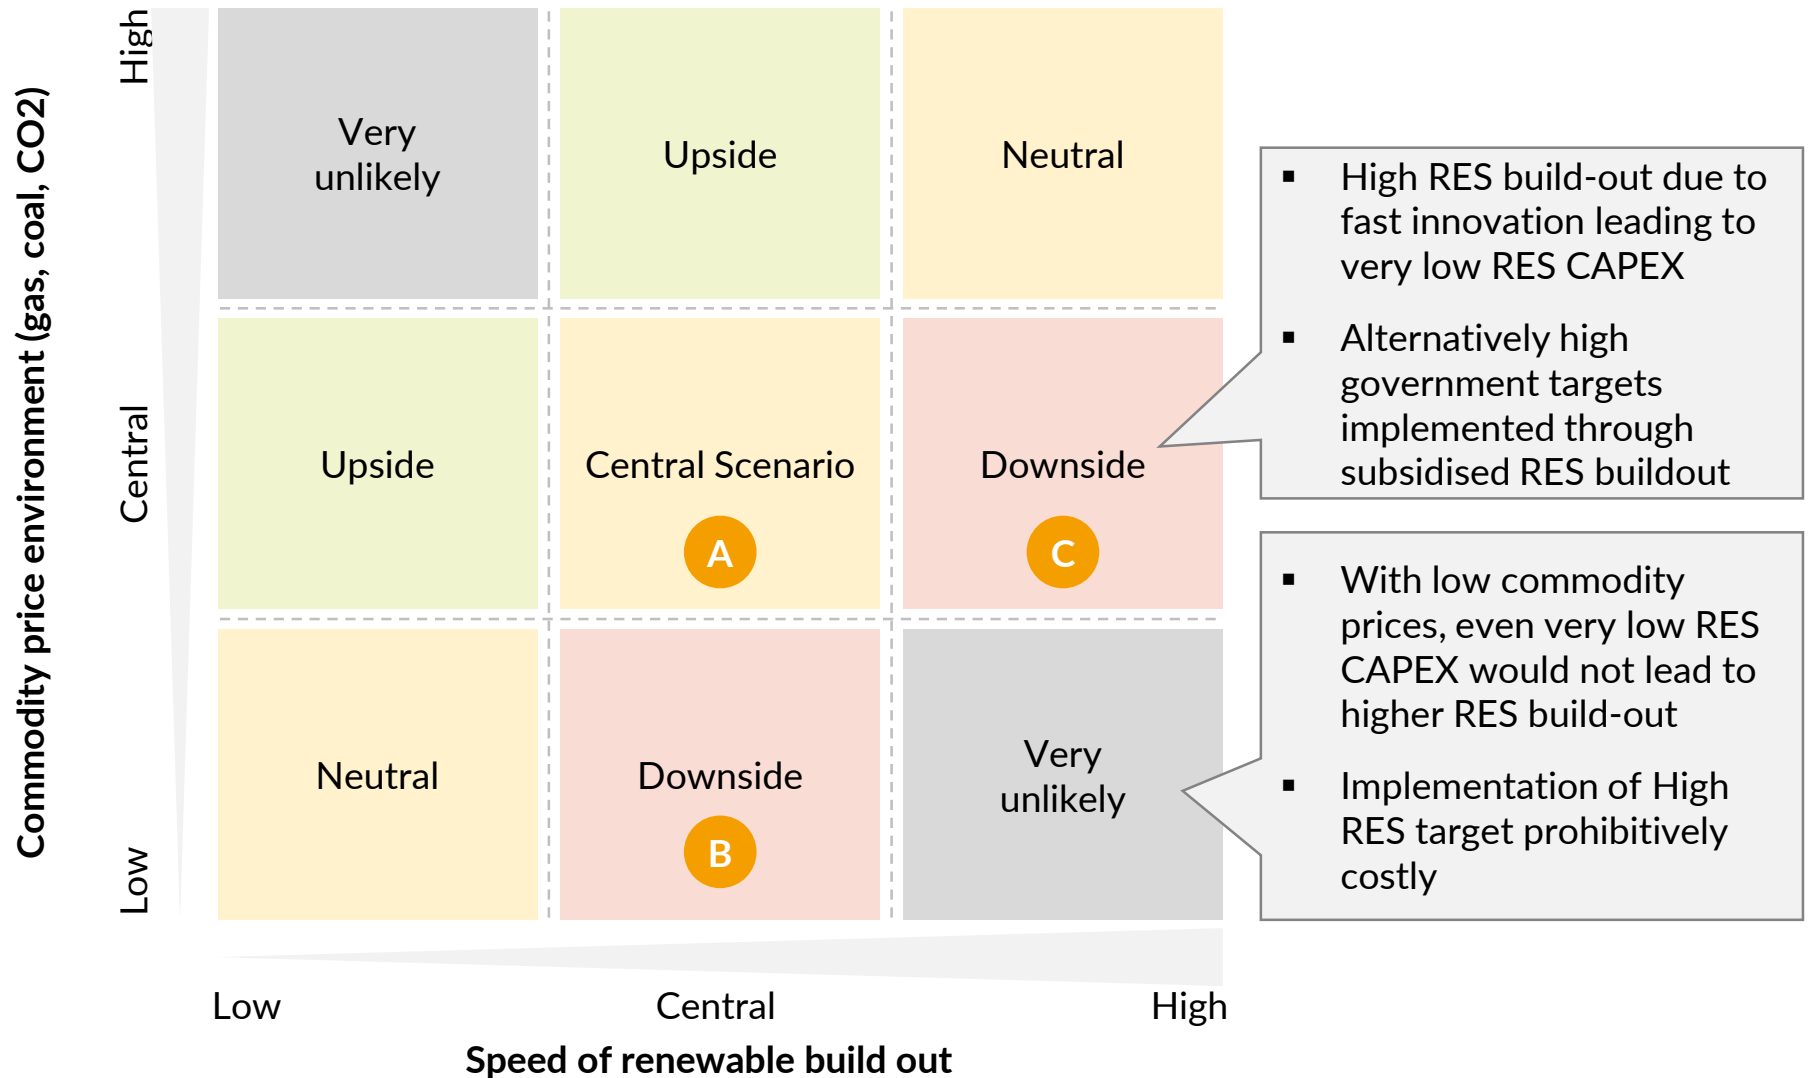 Commodity price environment (gas, coal, CO2)
High
Central
Low
Very
unlikely
Upside
Neutral
Upside
Central Scenario
A
Downside
C
Neutral
Downside
B
Very
unlikely
▪ High RES build-out due to
fast innovation leading to
very low RES CAPEX
▪ Alternatively high
government targets
implemented through
subsidised RES buildout
▪ With low commodity
prices, even very low RES
CAPEX would not lead to
higher RES build-out
▪ Implementation of High
RES target prohibitively
costly
Low
Central
High
Speed of renewable build out